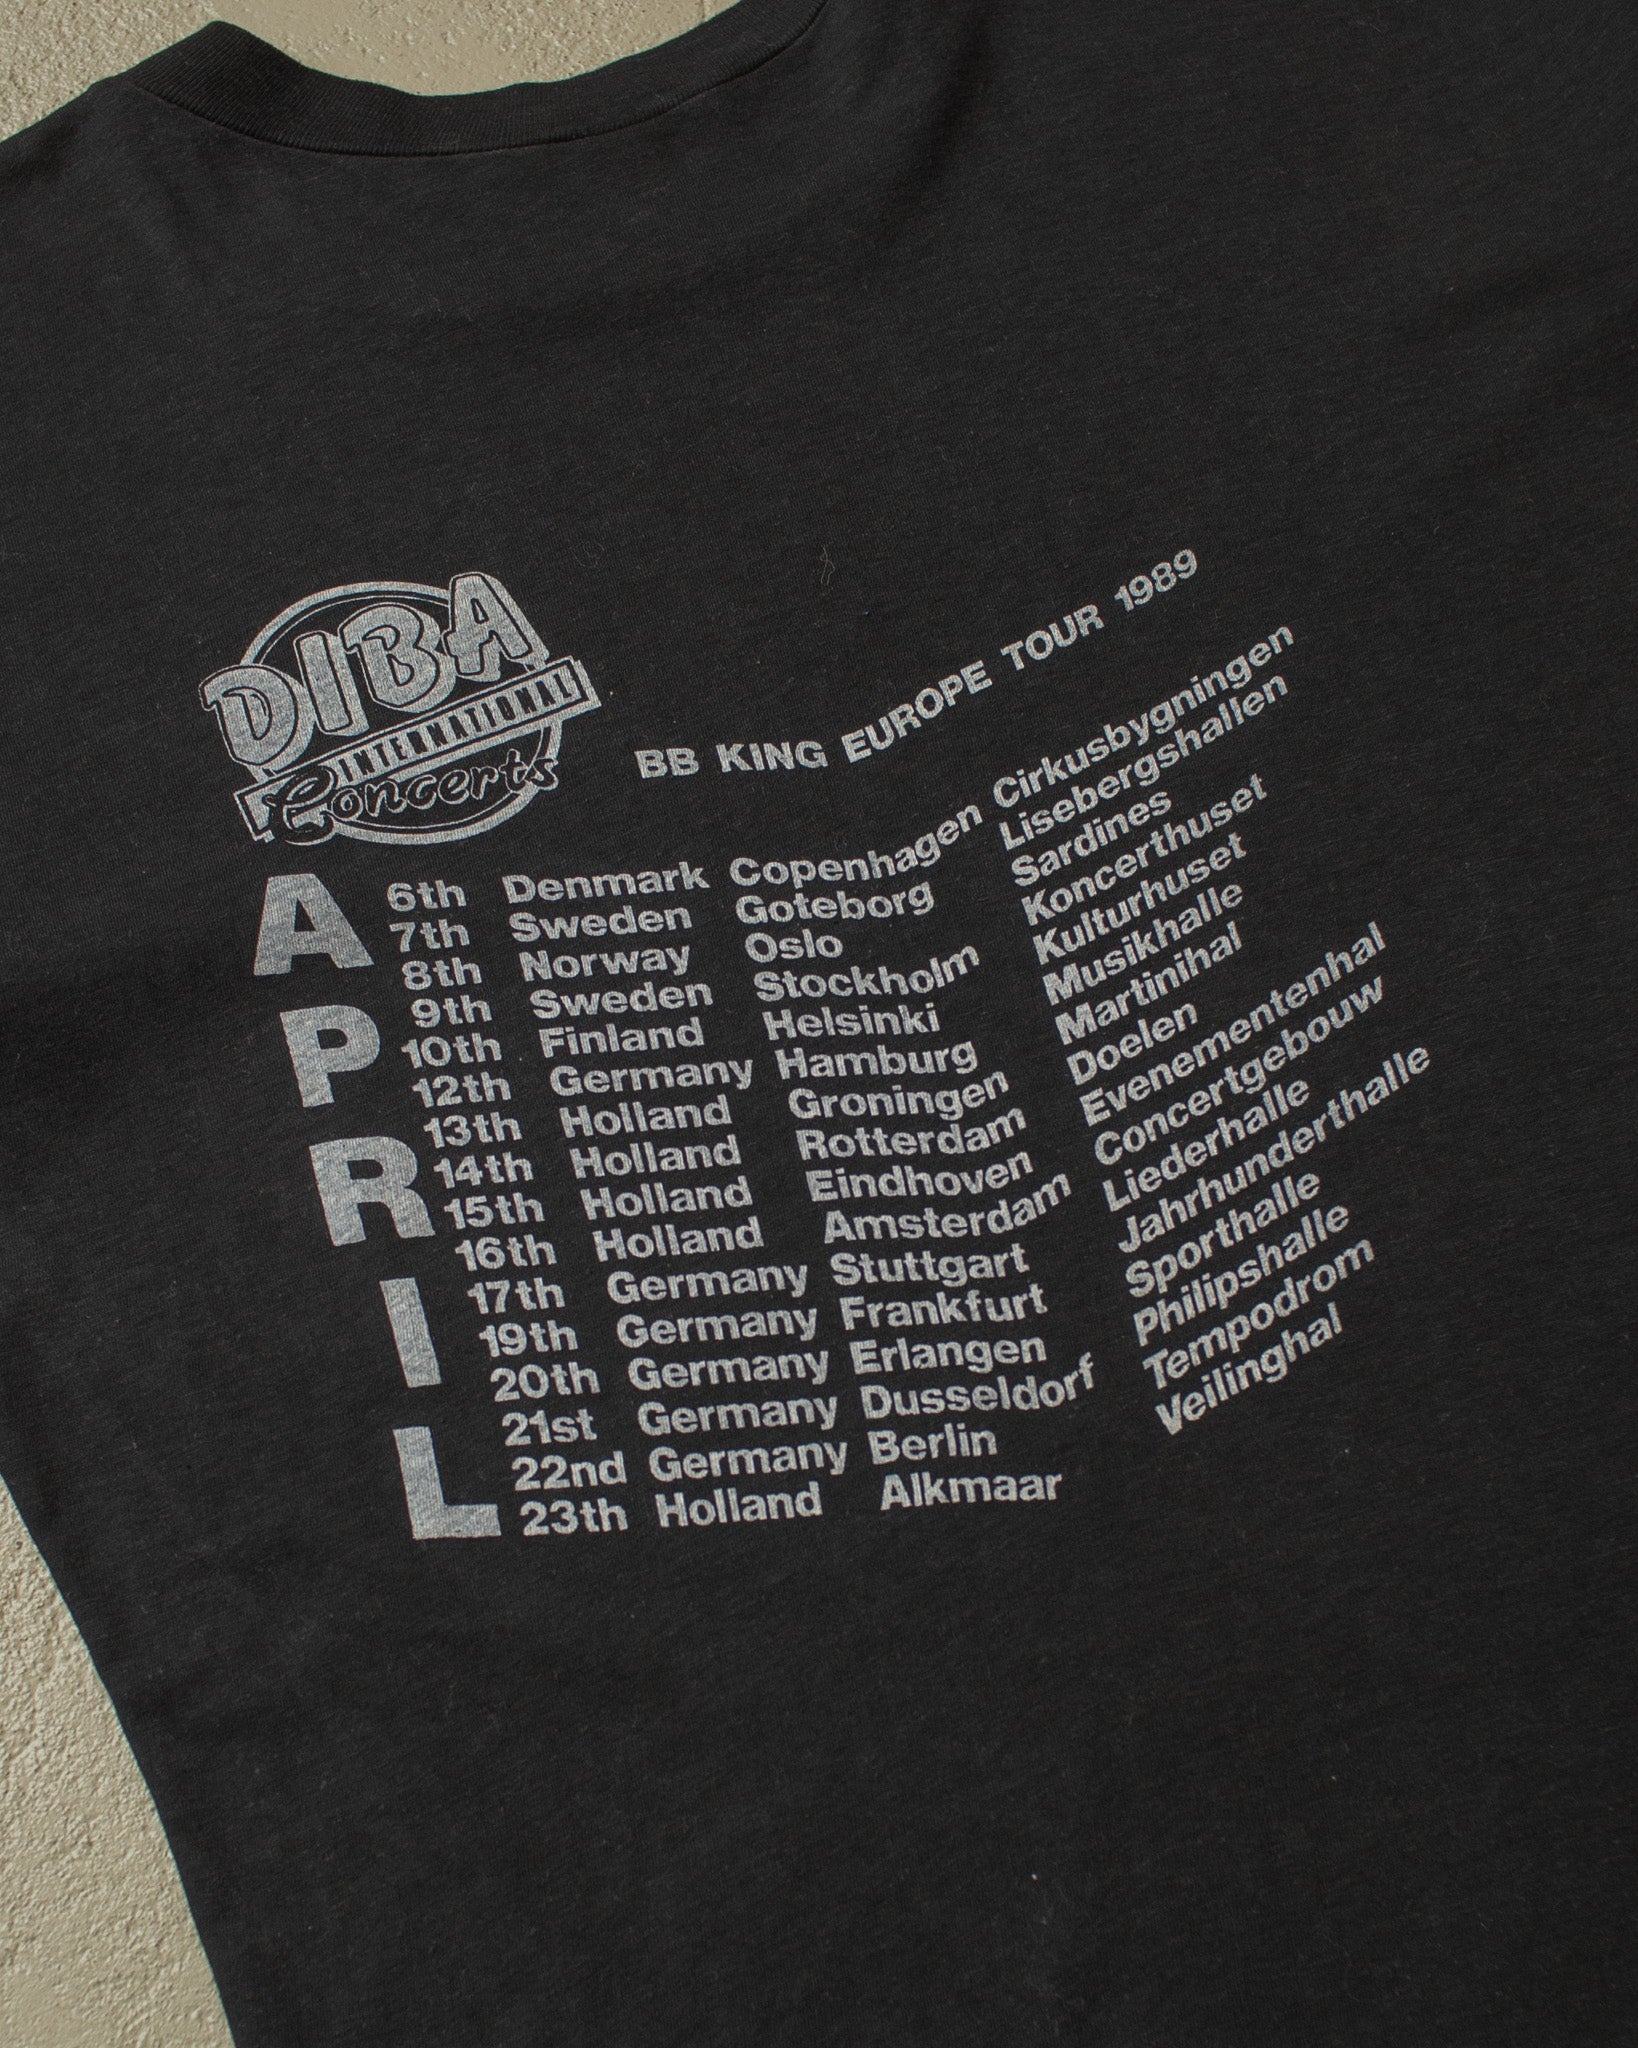 DIBA
INTERNATIONAL
Concerts
BB KING EUROPE TOUR 1989
APRIL
6th Denmark Copenhagen Cirkusbygningen
7th Sweden Goteborg Lisebergshallen
8th Norway Oslo Sardines
9th Sweden Stockholm Koncerthuset
10th Finland Helsinki Kulturhuset
12th Germany Hamburg Musikhalle
13th Holland Groningen Martinihal
14th Holland Rotterdam Doelen
15th Holland Eindhoven Evenementenhal
16th Holland Amsterdam Concertgebouw
17th Germany Stuttgart Liederhalle
19th Germany Frankfurt Jahrhunderthalle
20th Germany Erlangen Sporthalle
21st Germany Dusseldorf Philipshalle
22nd Germany Berlin Tempodrom
23th Holland Alkmaar Veilinghal